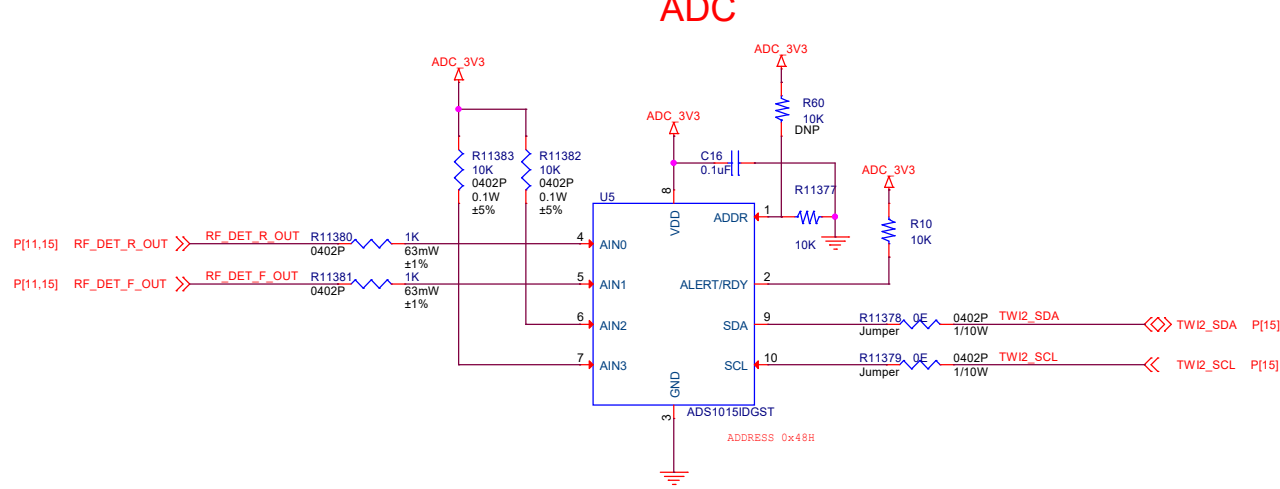 ADC
ADC_3V3
R60
10K
DNP
ADC_3V3
R11383
10K
0402P
0.1W
±5%
R11382
10K
0402P
0.1W
±5%
ADC_3V3
C16
0.1uF
ADC_3V3
R10
10K
R11377
10K
U5
8
VDD
ADDR
1
P[11,15] RF_DET_R_OUT
RF_DET_R_OUT
R11380
0402P
1K
63mW
±1%
4
AIN0
P[11,15] RF_DET_F_OUT
RF_DET_F_OUT
R11381
0402P
1K
63mW
±1%
5
AIN1
ALERT/RDY
2
6
AIN2
SDA
9
R11378
Jumper
0E
0402P
1/10W
TWI2_SDA
TWI2_SDA P[15]
7
AIN3
SCL
10
R11379
Jumper
0E
0402P
1/10W
TWI2_SCL
TWI2_SCL P[15]
GND
3
ADS1015IDGST
ADDRESS 0x48H